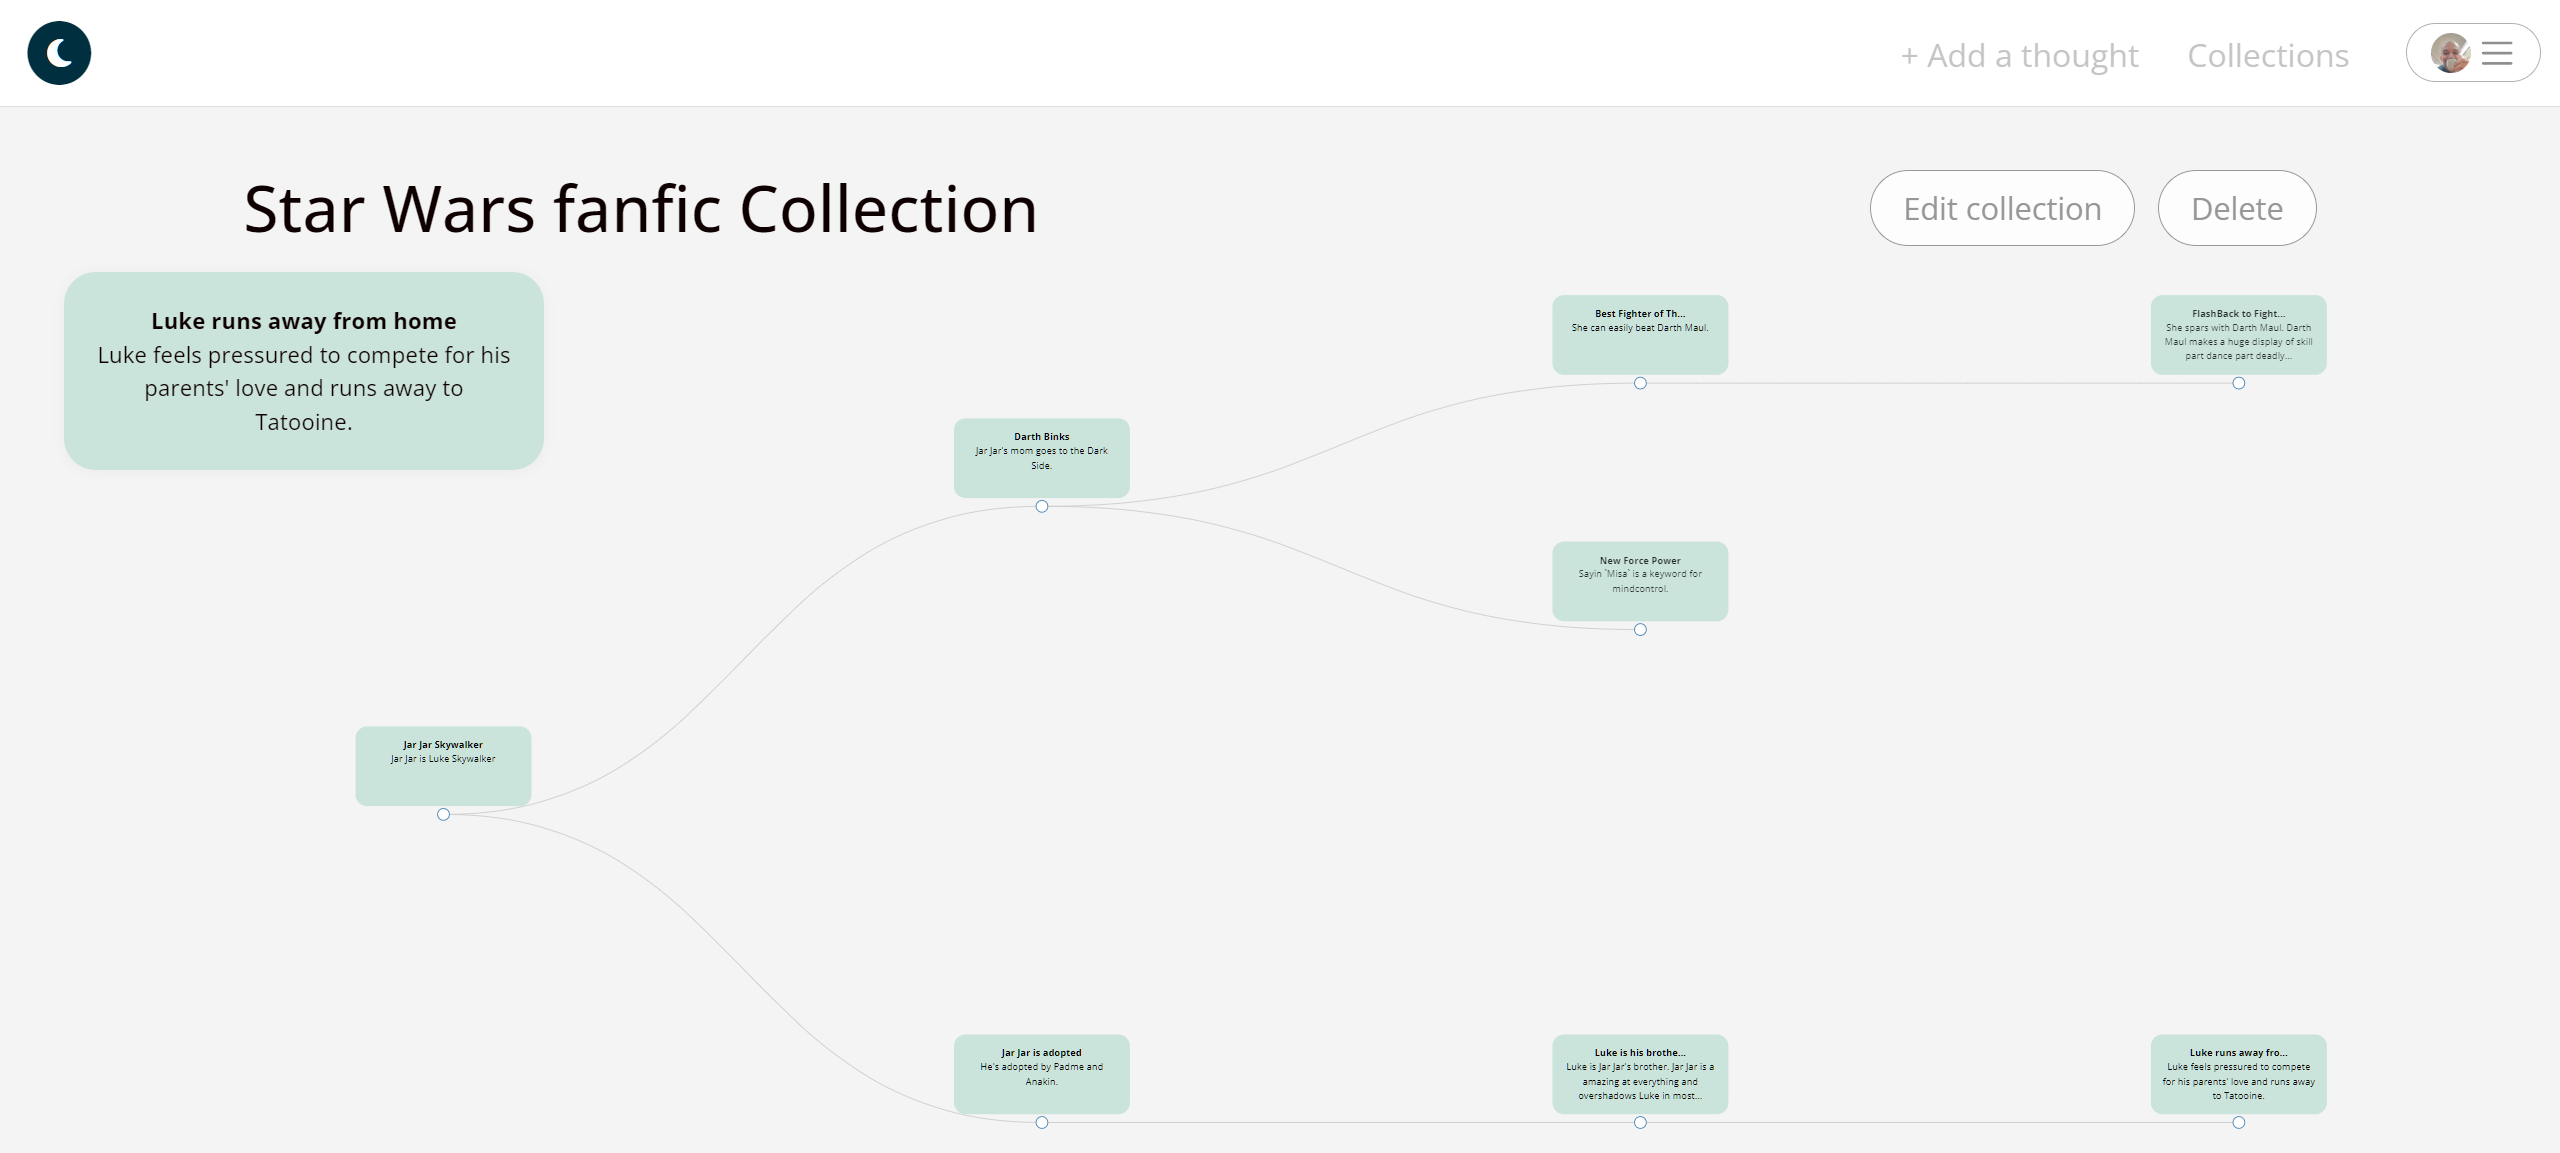 + Add a thought
Collections
Star Wars fanfic Collection
Edit collection
Delete
Luke runs away from home
Luke feels pressured to compete for his
parents' love and runs away to
Tatooine.
Best Fighter of Th...
She can easily beat Darth Maul.
FlashBack to Fight...
She spars with Darth Maul. Darth
Maul makes a huge display of skill
part dance part deadly...
Darth Binks
Jar Jar's mom goes to the Dark
Side.
New Force Power
Sayin `Misa` is a keyword for
mindcontrol.
Jar Jar Skywalker
Jar Jar is Luke Skywalker
Jar Jar is adopted
He's adopted by Padme and
Anakin.
Luke is his brothe...
Luke is Jar Jar's brother. Jar Jar is a
amazing at everything and
overshadows Luke in most...
Luke runs away fro...
Luke feels pressured to compete
for his parents' love and runs away
to Tatooine.